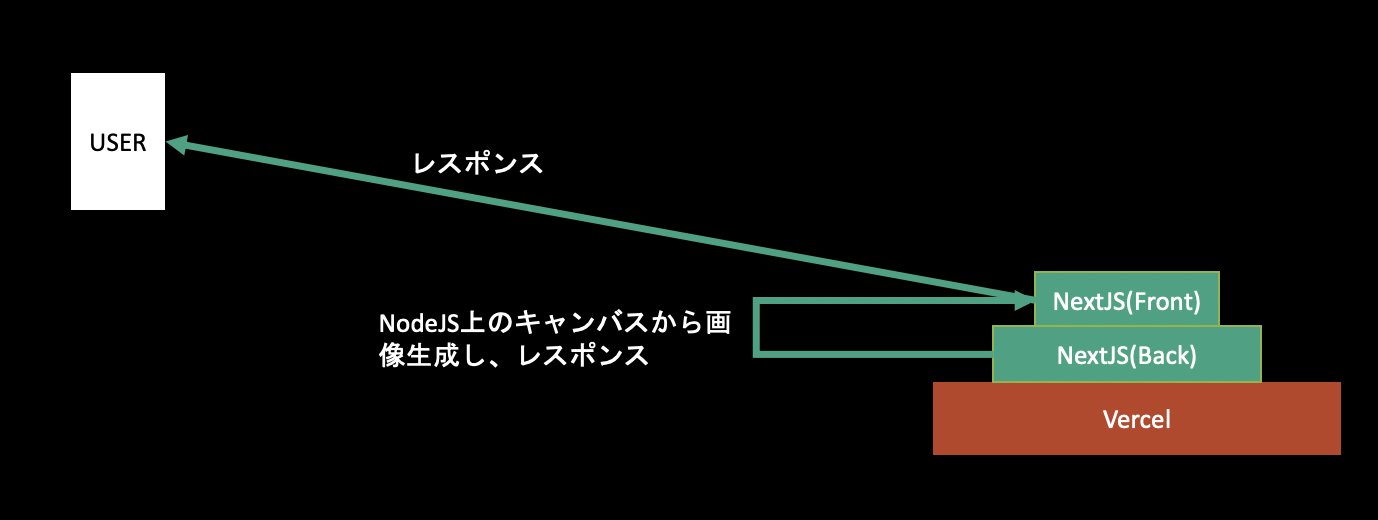 USER
レスポンス
NextJS(Front)
NodeJS上のキャンバスから画
像生成し、レスポンス
NextJS(Back)
Vercel